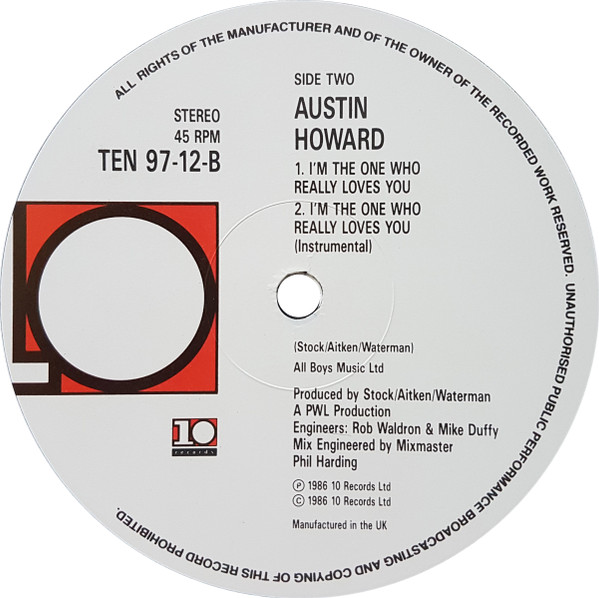 ALL RIGHTS OF THE MANUFACTURER AND OF THE OWNER OF THE RECORDED WORK RESERVED. UNAUTHORISED PUBLIC PERFORMANCE BROADCASTING AND COPYING OF THIS RECORD PROHIBITED.
STEREO
45 RPM
TEN 97-12-B
SIDE TWO
AUSTIN
HOWARD
1. I'M THE ONE WHO
REALLY LOVES YOU
2. I'M THE ONE WHO
REALLY LOVES YOU
(Instrumental)
(Stock/Aitken/Waterman)
All Boys Music Ltd
Produced by Stock/Aitken/Waterman
A PWL Production
Engineers: Rob Waldron & Mike Duffy
Mix Engineered by Mixmaster
Phil Harding
℗ 1986 10 Records Ltd
© 1986 10 Records Ltd
Manufactured in the UK
10
records